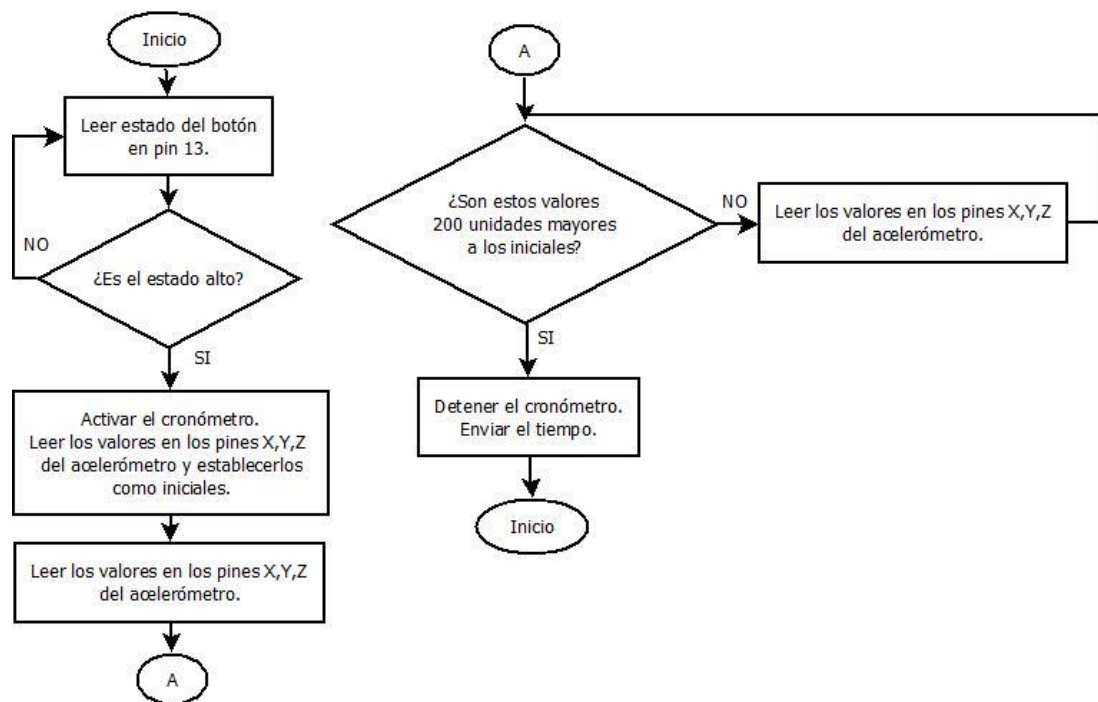 Inicio
Leer estado del botón
en pin 13.
NO
¿Es el estado alto?
SI
Activar el cronómetro.
Leer los valores en los pines X,Y,Z
del acelerómetro y establecerlos
como iniciales.
Leer los valores en los pines X,Y,Z
del acelerómetro.
A
A
¿Son estos valores
200 unidades mayores
a los iniciales?
NO
Leer los valores en los pines X,Y,Z
del acelerómetro.
SI
Detener el cronómetro.
Enviar el tiempo.
Inicio